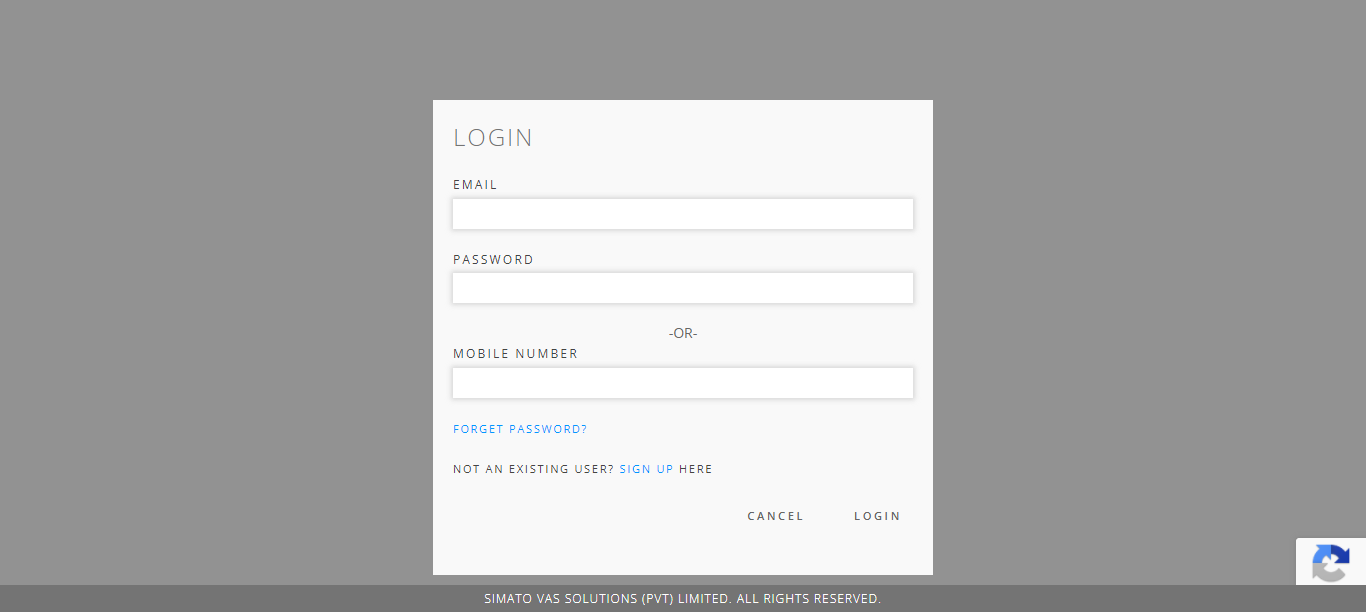 LOGIN
EMAIL
PASSWORD
-OR-
MOBILE NUMBER
FORGET PASSWORD?
NOT AN EXISTING USER? SIGN UP HERE
CANCEL LOGIN
SIMATO VAS SOLUTIONS (PVT) LIMITED. ALL RIGHTS RESERVED.